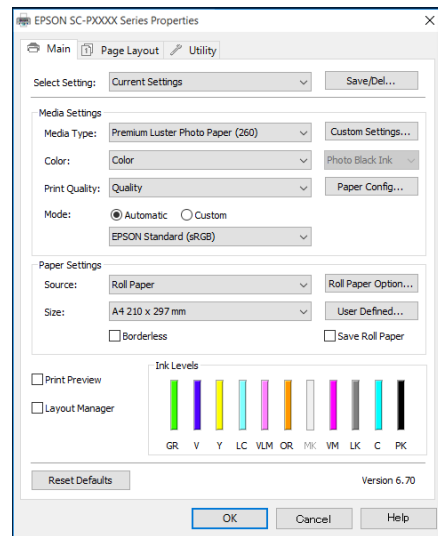 EPSON SC-PXXXX Series Properties
Main Page Layout Utility
Select Setting: Current Settings Save/Del...
Media Settings
Media Type: Premium Luster Photo Paper (260) Custom Settings...
Color: Color Photo Black Ink
Print Quality: Quality Paper Config...
Mode: Automatic Custom
EPSON Standard (sRGB)
Paper Settings
Source: Roll Paper Roll Paper Option...
Size: A4 210 x 297 mm User Defined...
Borderless Save Roll Paper
Ink Levels
Print Preview
Layout Manager
GR V Y LC VLM OR MK VM LK C PK
Reset Defaults Version 6.70
OK Cancel Help